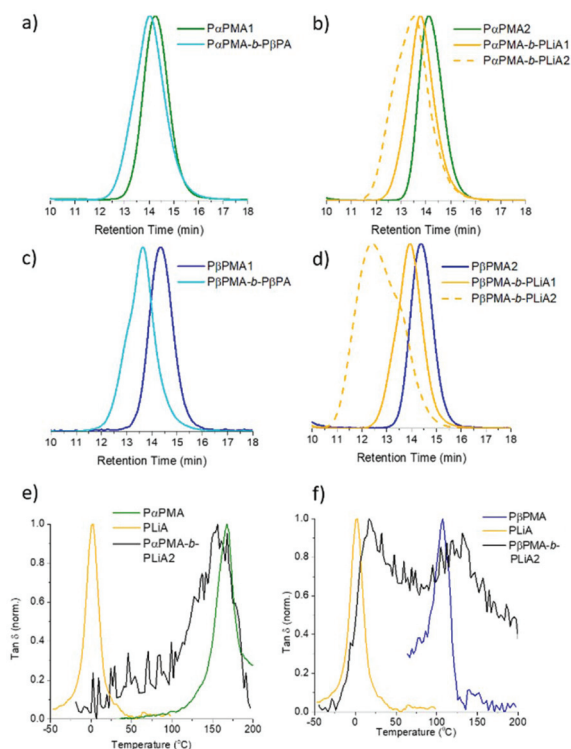 a)
PαPMA1
PαPMA-b-PβPA
10 11 12 13 14 15 16 17 18
Retention Time (min)
b)
PαPMA2
PαPMA-b-PLiA1
PαPMA-b-PLiA2
10 11 12 13 14 15 16 17 18
Retention Time (min)
c)
PβPMA1
PβPMA-b-PβPA
10 11 12 13 14 15 16 17 18
Retention Time (min)
d)
PβPMA2
PβPMA-b-PLiA1
PβPMA-b-PLiA2
10 11 12 13 14 15 16 17 18
Retention Time (min)
e)
PαPMA
PLiA
PαPMA-b-
PLiA2
Tan δ (norm.)
1.0
0.8
0.6
0.4
0.2
0.0
-50 0 50 100 150 200
Temperature (°C)
f)
PβPMA
PLiA
PβPMA-b-
PLiA2
Tan δ (norm.)
1.0
0.8
0.6
0.4
0.2
0.0
-50 0 50 100 150 200
Temperature (°C)